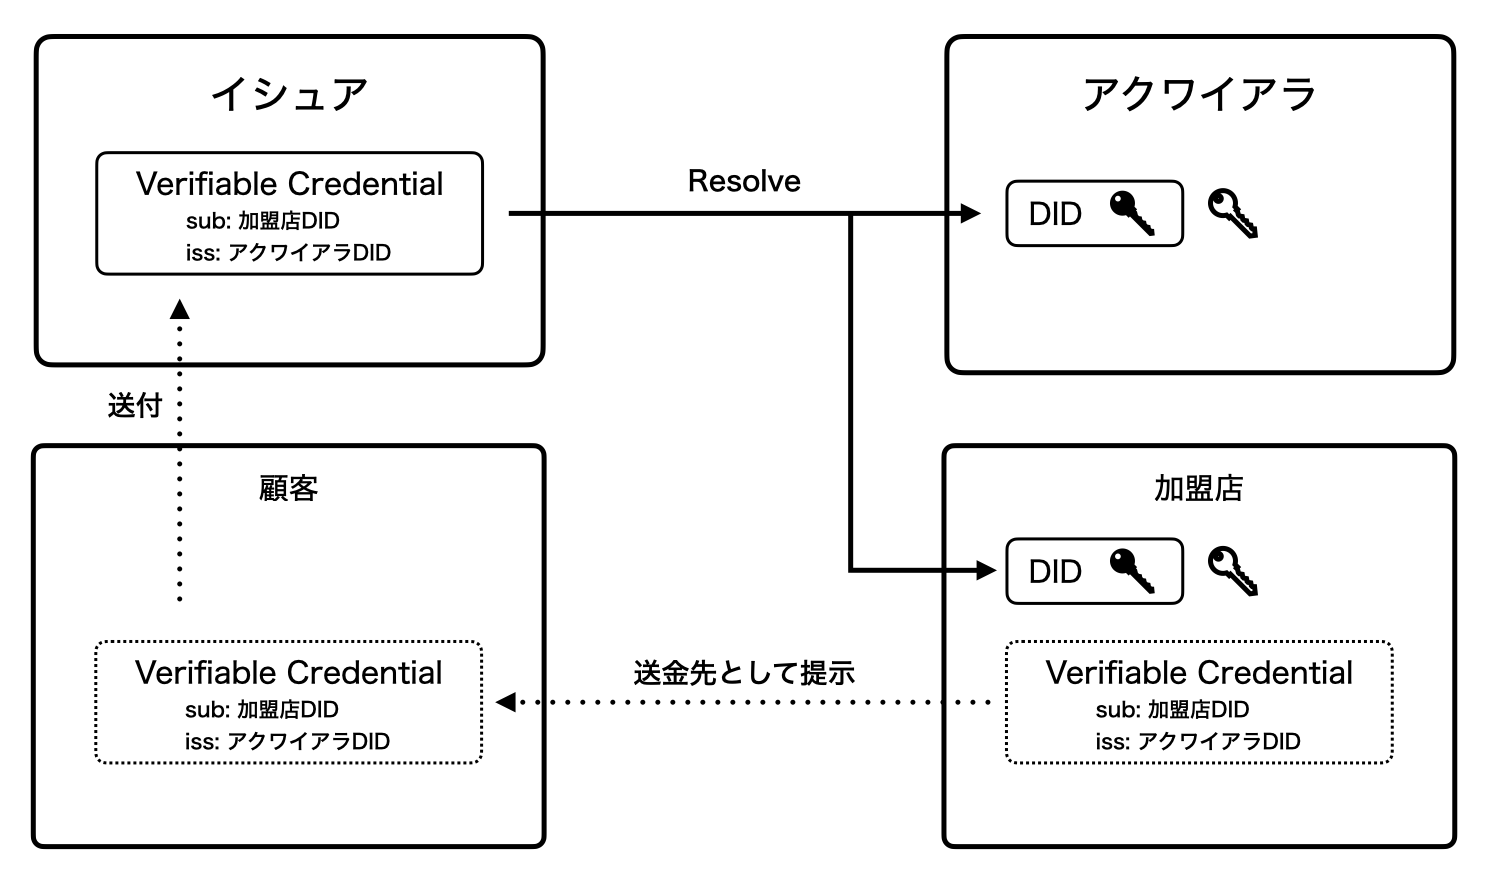 イシュア
Verifiable Credential
sub: 加盟店DID
iss: アクワイアラDID
Resolve
アクワイアラ
DID
送付
顧客
Verifiable Credential
sub: 加盟店DID
iss: アクワイアラDID
送金先として提示
加盟店
DID
Verifiable Credential
sub: 加盟店DID
iss: アクワイアラDID